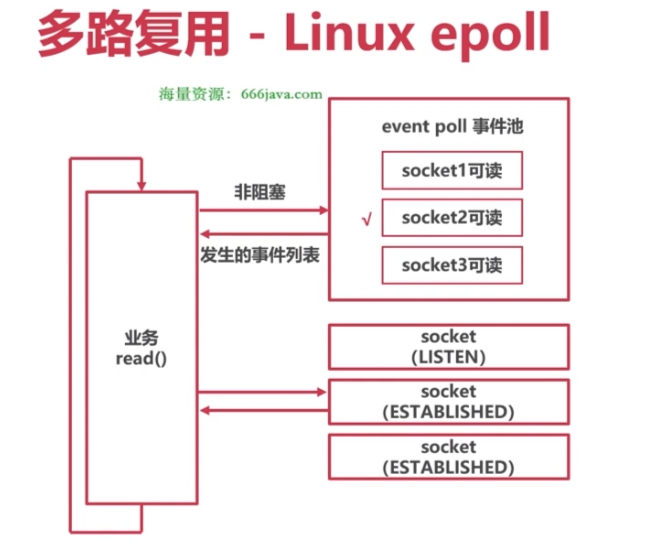 多路复用 - Linux epoll
海量资源：666java.com
event poll 事件池
socket1可读
非阻塞
√
socket2可读
发生的事件列表
socket3可读
业务
read()
socket
(LISTEN)
socket
(ESTABLISHED)
socket
(ESTABLISHED)